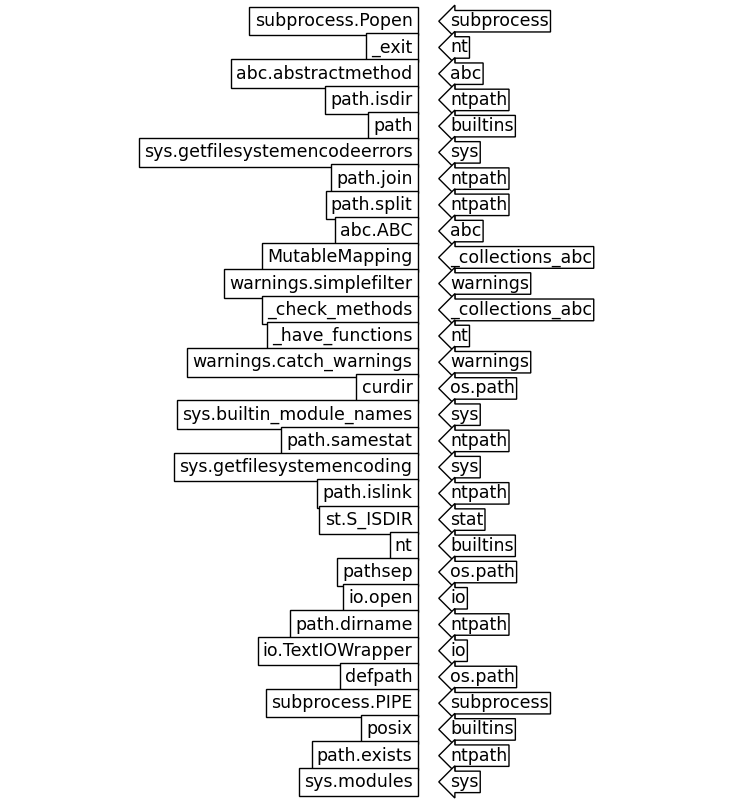 subprocess.Popen subprocess
_exit nt
abc.abstractmethod abc
path.isdir ntpath
path builtins
sys.getfilesystemencodeerrors sys
path.join ntpath
path.split ntpath
abc.ABC abc
MutableMapping _collections_abc
warnings.simplefilter warnings
_check_methods _collections_abc
_have_functions nt
warnings.catch_warnings warnings
curdir os.path
sys.builtin_module_names sys
path.samestat ntpath
sys.getfilesystemencoding sys
path.islink ntpath
st.S_ISDIR stat
nt builtins
pathsep os.path
io.open io
path.dirname ntpath
io.TextIOWrapper io
defpath os.path
subprocess.PIPE subprocess
posix builtins
path.exists ntpath
sys.modules sys